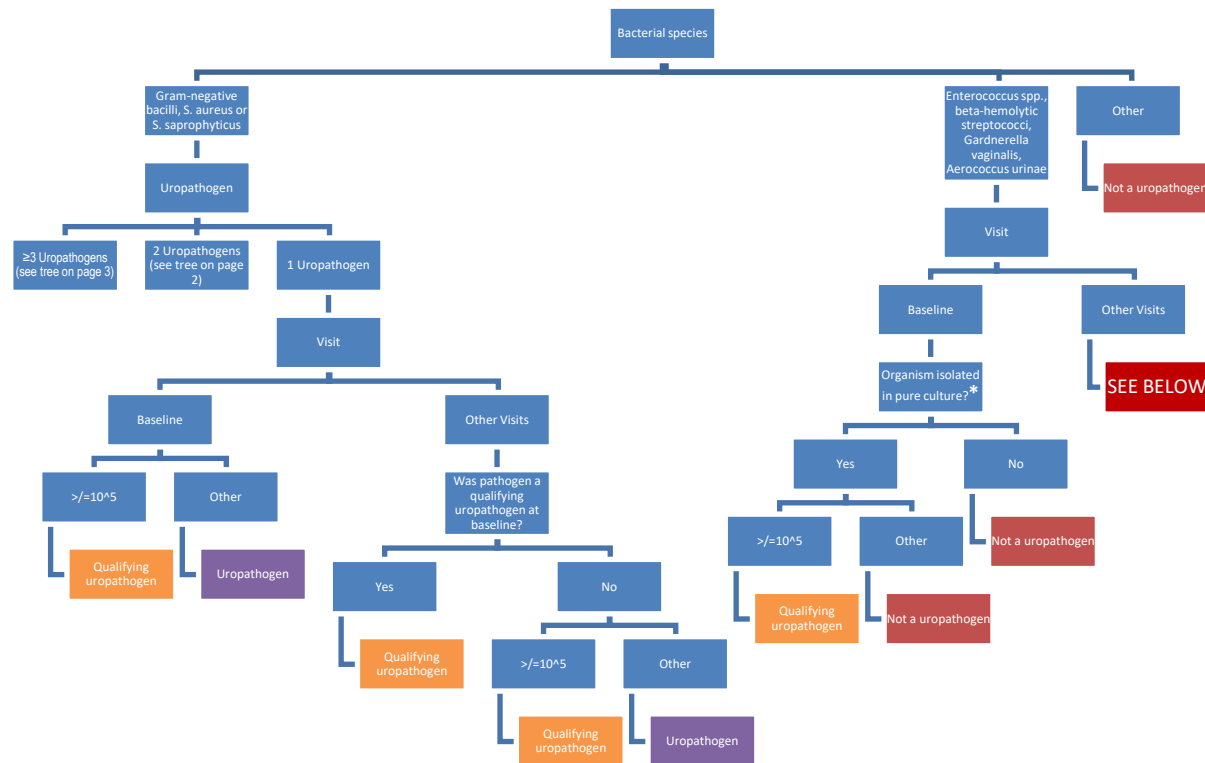 Bacterial species
Gram-negative
bacilli, S. aureus or
S. saprophyticus
Enterococcus spp.,
beta-hemolytic
streptococci,
Gardnerella
vaginalis,
Aerococcus urinae
Other
Uropathogen
Not a uropathogen
≥3 Uropathogens
(see tree on page 3)
2 Uropathogens
(see tree on page
2)
1 Uropathogen
Visit
Visit
Baseline
Other Visits
Organism isolated
in pure culture?*
SEE BELOW
Baseline
Other Visits
Yes
No
>/=10^5
Other
Was pathogen a
qualifying
uropathogen at
baseline?
>/=10^5
Other
Not a uropathogen
Qualifying
uropathogen
Uropathogen
Yes
No
Qualifying
uropathogen
Not a uropathogen
Qualifying
uropathogen
>/=10^5
Other
Qualifying
uropathogen
Uropathogen